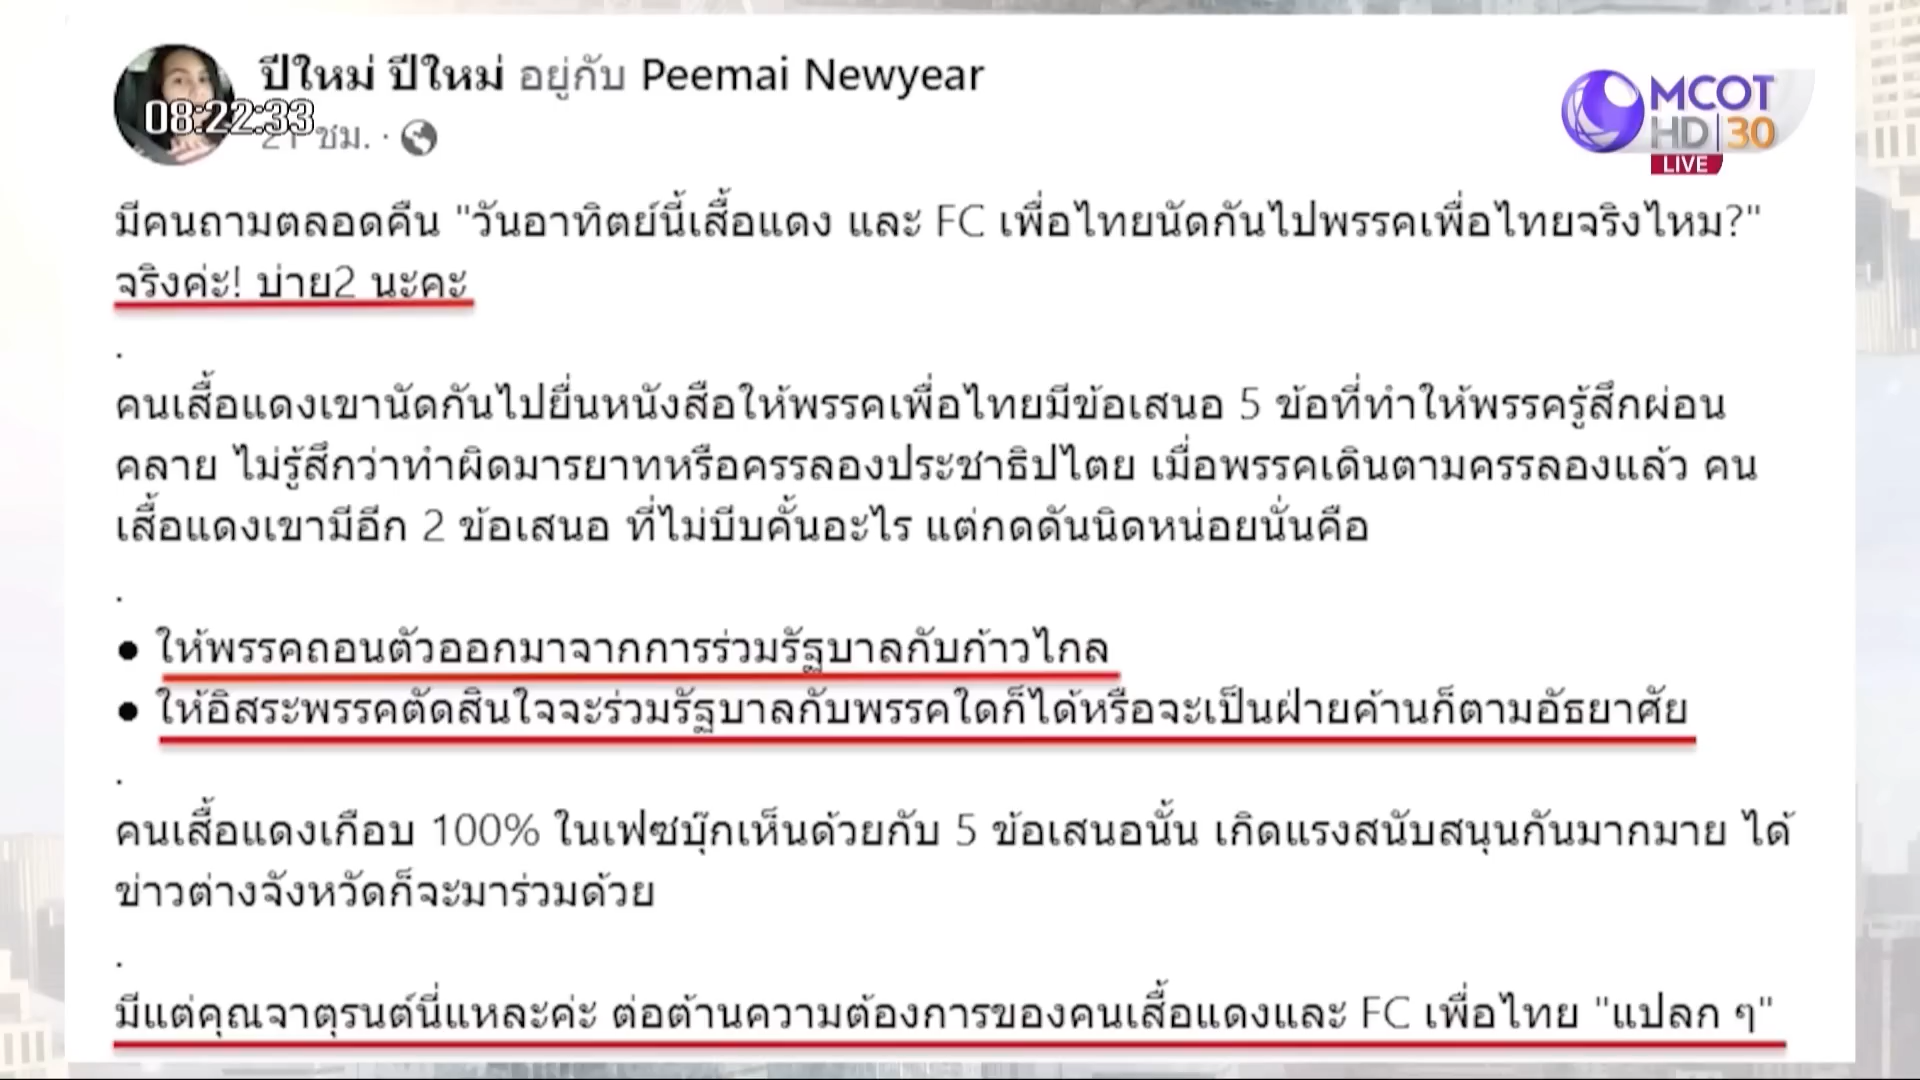 ปีใหม่ ปีใหม่ อยู่กับ Peemai Newyear
08:22:33
21 ชม.
MCOT
HD 30
LIVE
มีคนถามตลอดคืน "วันอาทิตย์นี้เสื้อแดง และ FC เพื่อไทยนัดกันไปพรรคเพื่อไทยจริงไหม?"
จริงค่ะ! บ่าย2 นะคะ
.
คนเสื้อแดงเขานัดกันไปยื่นหนังสือให้พรรคเพื่อไทยมีข้อเสนอ 5 ข้อที่ทำให้พรรครู้สึกผ่อน
คลาย ไม่รู้สึกว่าทำผิดมารยาทหรือครรลองประชาธิปไตย เมื่อพรรคเดินตามครรลองแล้ว คน
เสื้อแดงเขามีอีก 2 ข้อเสนอ ที่ไม่บีบคั้นอะไร แต่กดดันนิดหน่อยนั่นคือ
.
● ให้พรรคถอนตัวออกมาจากการร่วมรัฐบาลกับก้าวไกล
● ให้อิสระพรรคตัดสินใจจะร่วมรัฐบาลกับพรรคใดก็ได้หรือจะเป็นฝ่ายค้านก็ตามอัธยาศัย
.
คนเสื้อแดงเกือบ 100% ในเฟซบุ๊กเห็นด้วยกับ 5 ข้อเสนอนั้น เกิดแรงสนับสนุนกันมากมาย ได้
ข่าวต่างจังหวัดก็จะมาร่วมด้วย
.
มีแต่คุณจาตุรนต์นี่แหละค่ะ ต่อต้านความต้องการของคนเสื้อแดงและ FC เพื่อไทย "แปลก ๆ"